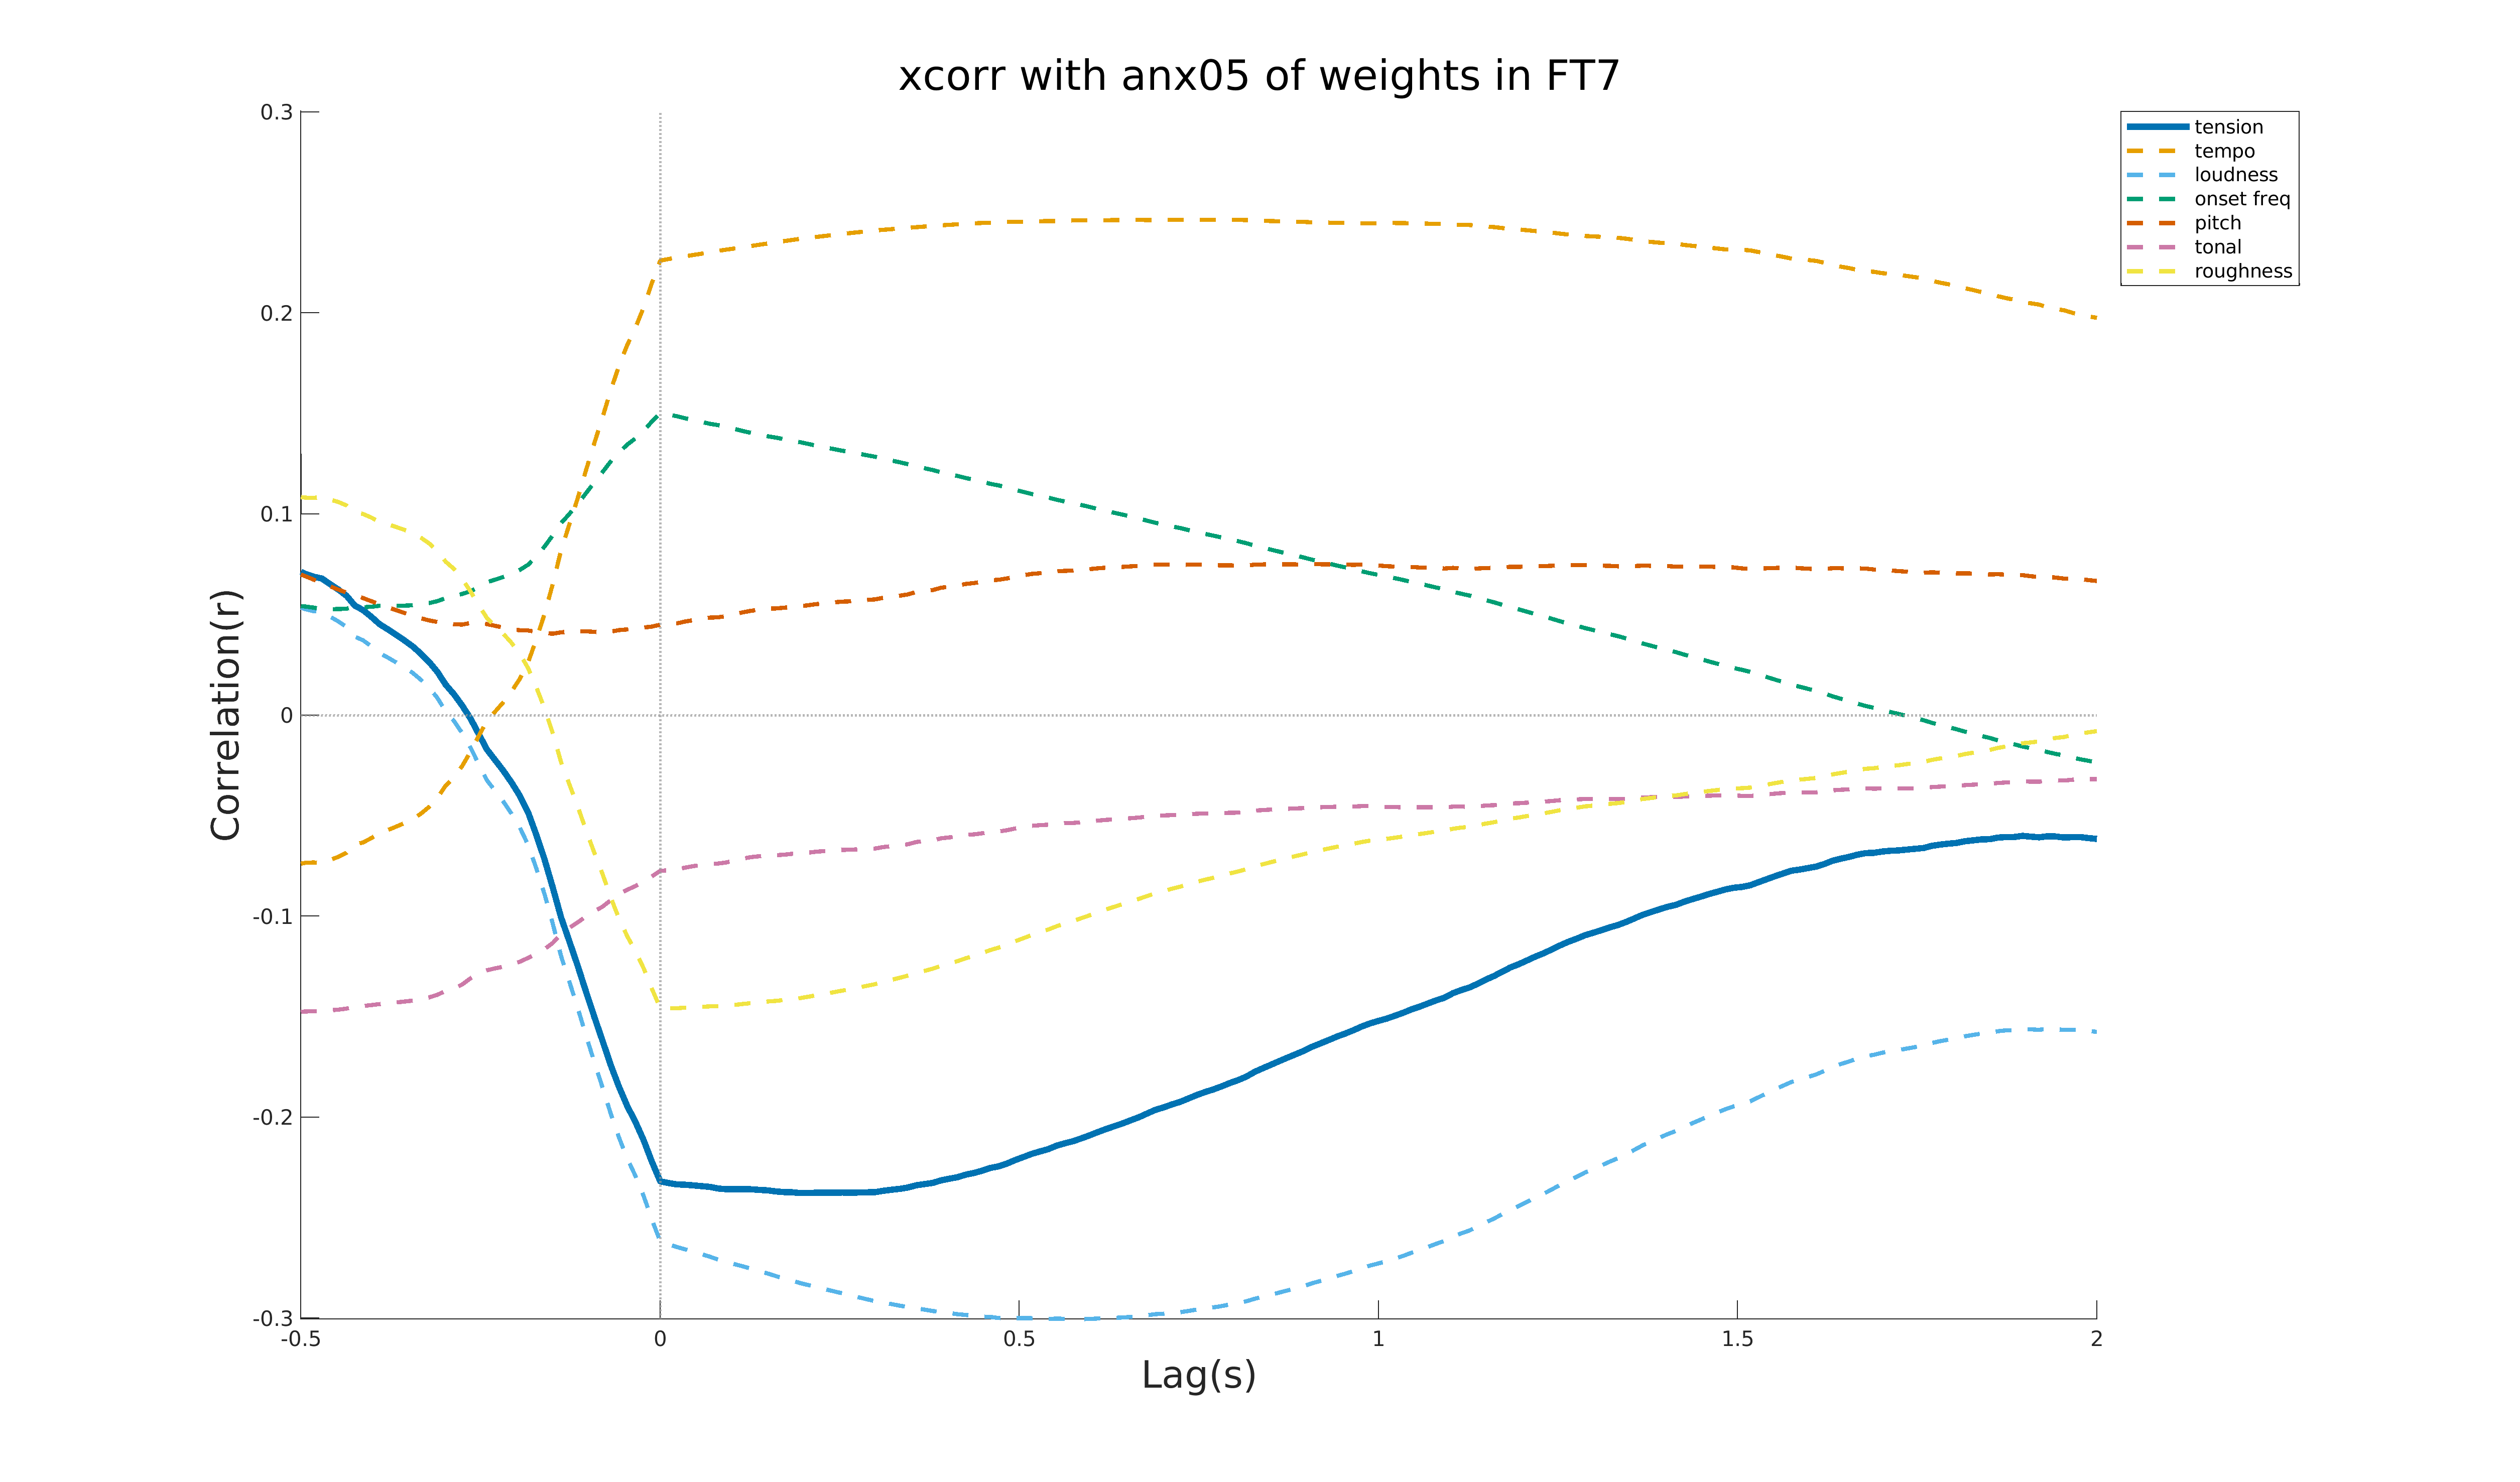 xcorr with anx05 of weights in FT7
0.3
0.2
0.1
0
-0.1
-0.2
-0.3
Correlation(r)
-0.5
0
0.5
1
1.5
2
Lag(s)
tension
tempo
loudness
onset freq
pitch
tonal
roughness